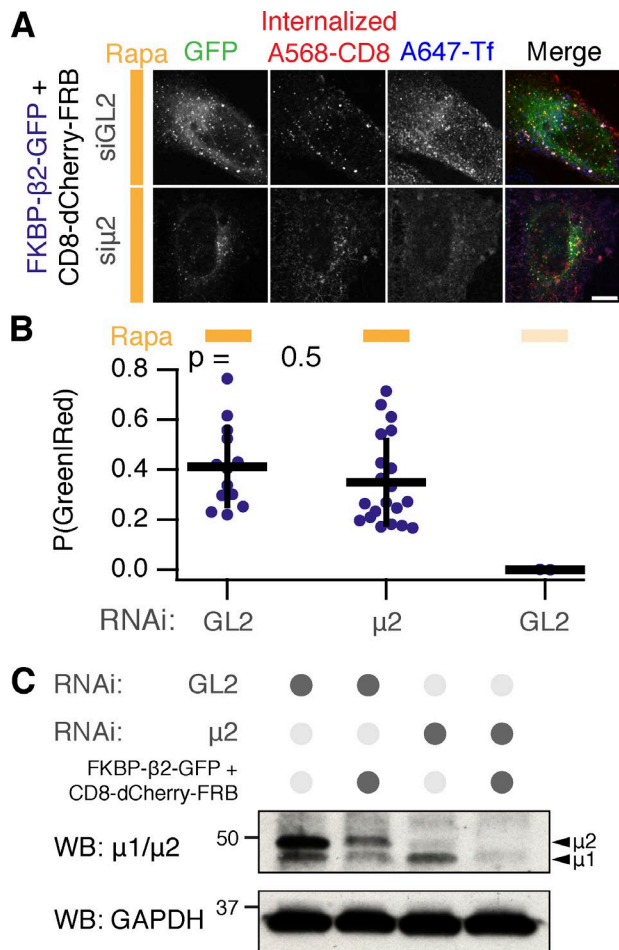 A
Internalized
Rapa GFP A568-CD8 A647-Tf Merge
FKBP-β2-GFP +
CD8-dCherry-FRB
siGL2
siμ2
B
Rapa
p = 0.5
P(Green|Red)
0.8
0.6
0.4
0.2
0.0
RNAi: GL2 μ2 GL2
C
RNAi: GL2
RNAi: μ2
FKBP-β2-GFP +
CD8-dCherry-FRB
WB: μ1/μ2
50
μ2
μ1
37
WB: GAPDH